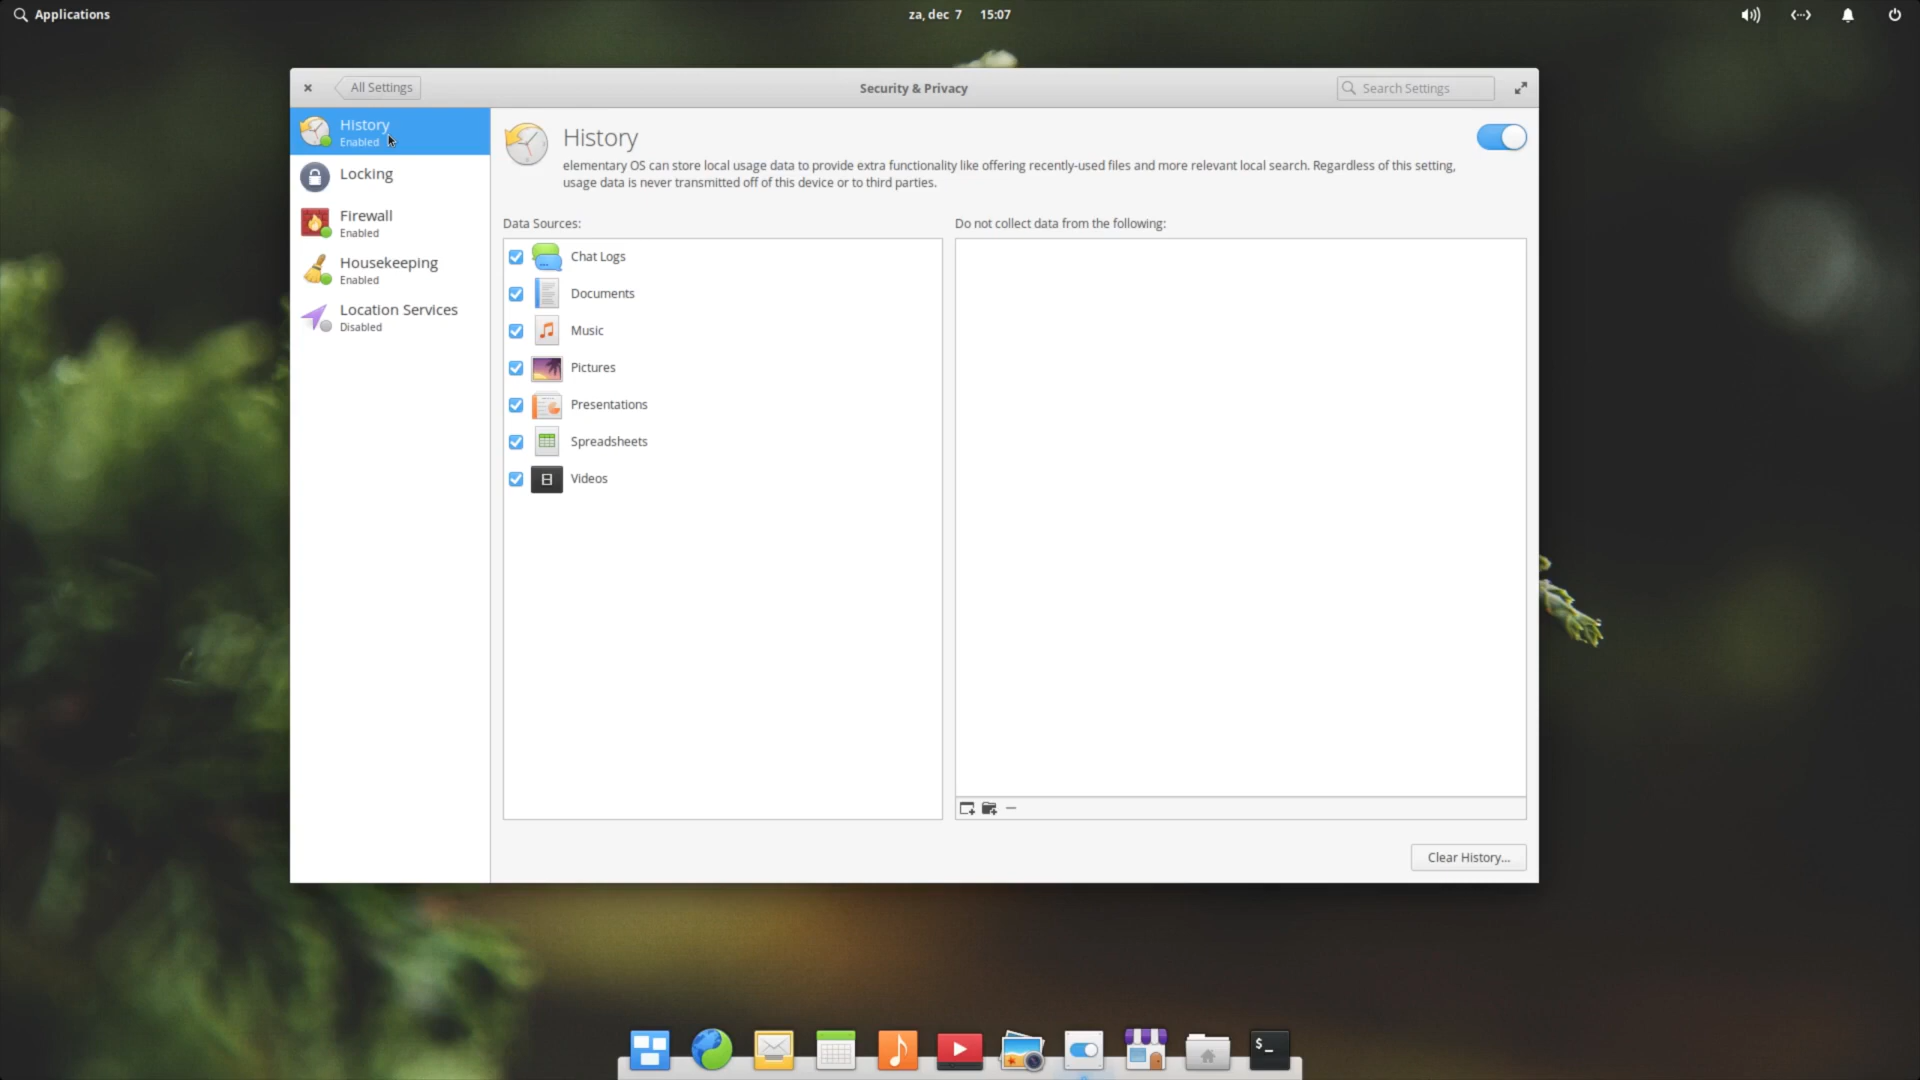 Applications
za, dec 7 15:07
All Settings
Security & Privacy
Search Settings
History
Enabled
Locking
Firewall
Enabled
Housekeeping
Enabled
Location Services
Disabled
History
elementary OS can store local usage data to provide extra functionality like offering recently-used files and more relevant local search. Regardless of this setting,
usage data is never transmitted off of this device or to third parties.
Data Sources:
Chat Logs
Documents
Music
Pictures
Presentations
Spreadsheets
Videos
Do not collect data from the following:
Clear History...
$_